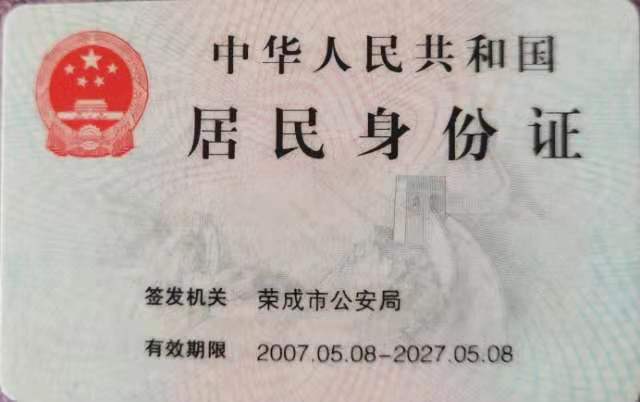 中华人民共和国
居民身份证
签发机关 荣成市公安局
有效期限 2007.05.08-2027.05.08